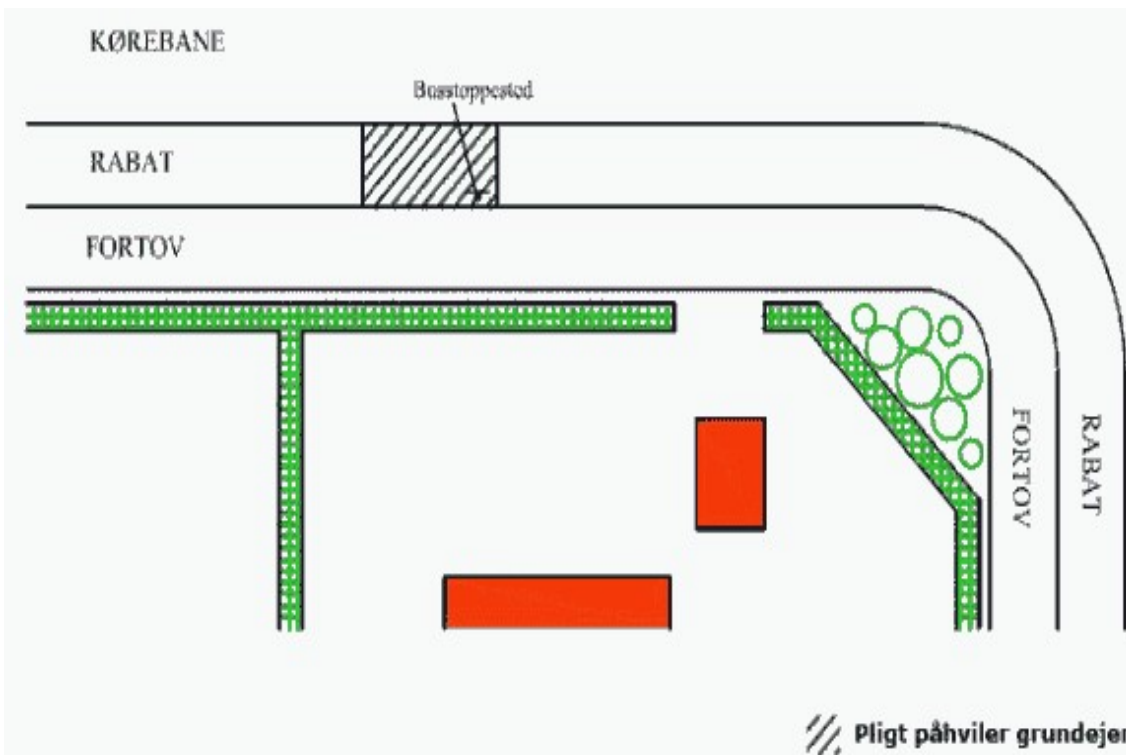 KØREBANE
Busstoppested
RABAT
FORTOV
FORTOV
RABAT
Pligt påhviler grundejer